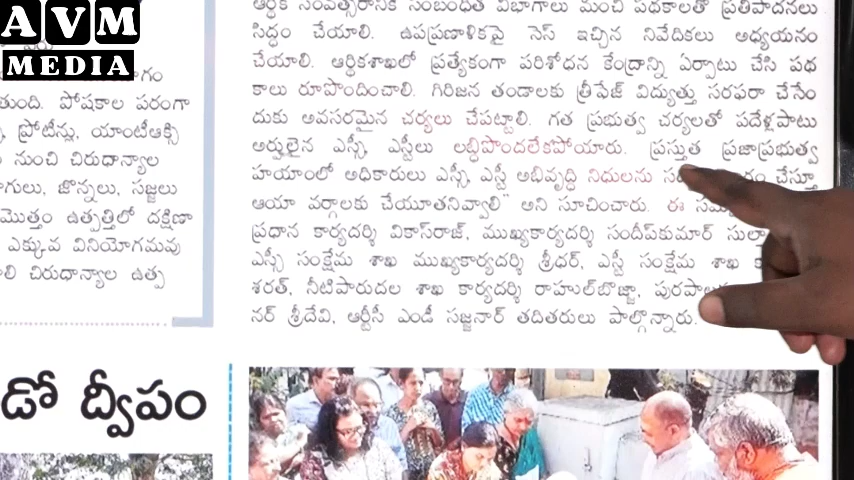 AVM
MEDIA
గం
తుంది. పోషకాల పరంగా
ప్రోటీన్లు, యాంటీఆక్సి
నుంచి చిరుధాన్యాల
గులు, జొన్నలు, సజ్జలు
మొత్తం ఉత్పత్తిలో దక్షిణా
ఎక్కువ వినియోగమవు
లి చిరుధాన్యాల ఉత్ప
డో ద్వీపం
ఆర్థిక సంవత్సరానికి సంబంధిత విభాగాలు మంచి పథకాలతో ప్రతిపాదనలు
సిద్ధం చేయాలి. ఉపప్రణాళికపై నెస్ ఇచ్చిన నివేదికలు అధ్యయనం
చేయాలి. ఆర్థికశాఖలో ప్రత్యేకంగా పరిశోధన కేంద్రాన్ని ఏర్పాటు చేసి పథ
కాలు రూపొందించాలి. గిరిజన తండాలకు త్రీఫేజ్ విద్యుత్తు సరఫరా చేసేం
దుకు అవసరమైన చర్యలు చేపట్టాలి. గత ప్రభుత్వ చర్యలతో పదేళ్లపాటు
అర్హులైన ఎస్సీ, ఎస్టీలు లబ్ధిపొందలేకపోయారు. ప్రస్తుత ప్రజాప్రభుత్వ
హయాంలో అధికారులు ఎస్సీ, ఎస్టీ అభివృద్ధి నిధులను చేస్తూ
ఆయా వర్గాలకు చేయూతనివ్వాలి" అని సూచించారు. ఈ
ప్రధాన కార్యదర్శి వికాస్‌రాజ్, ముఖ్యకార్యదర్శి సందీప్‌కుమార్
ఎస్సీ సంక్షేమ శాఖ ముఖ్యకార్యదర్శి శ్రీధర్, ఎస్టీ సంక్షేమ శాఖ
శరత్, నీటిపారుదల శాఖ కార్యదర్శి రాహుల్‌బొజ్జా,
నర్ శ్రీదేవి, ఆర్టీసీ ఎండీ సజ్జనార్ తదితరులు పాల్గొన్నారు.